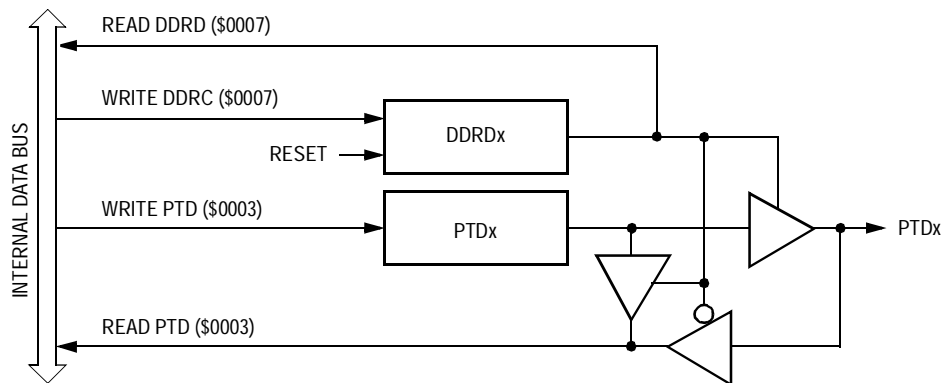 READ DDRD ($0007)
WRITE DDRC ($0007)
DDRDx
RESET
WRITE PTD ($0003)
PTDx
PTDx
READ PTD ($0003)
INTERNAL DATA BUS